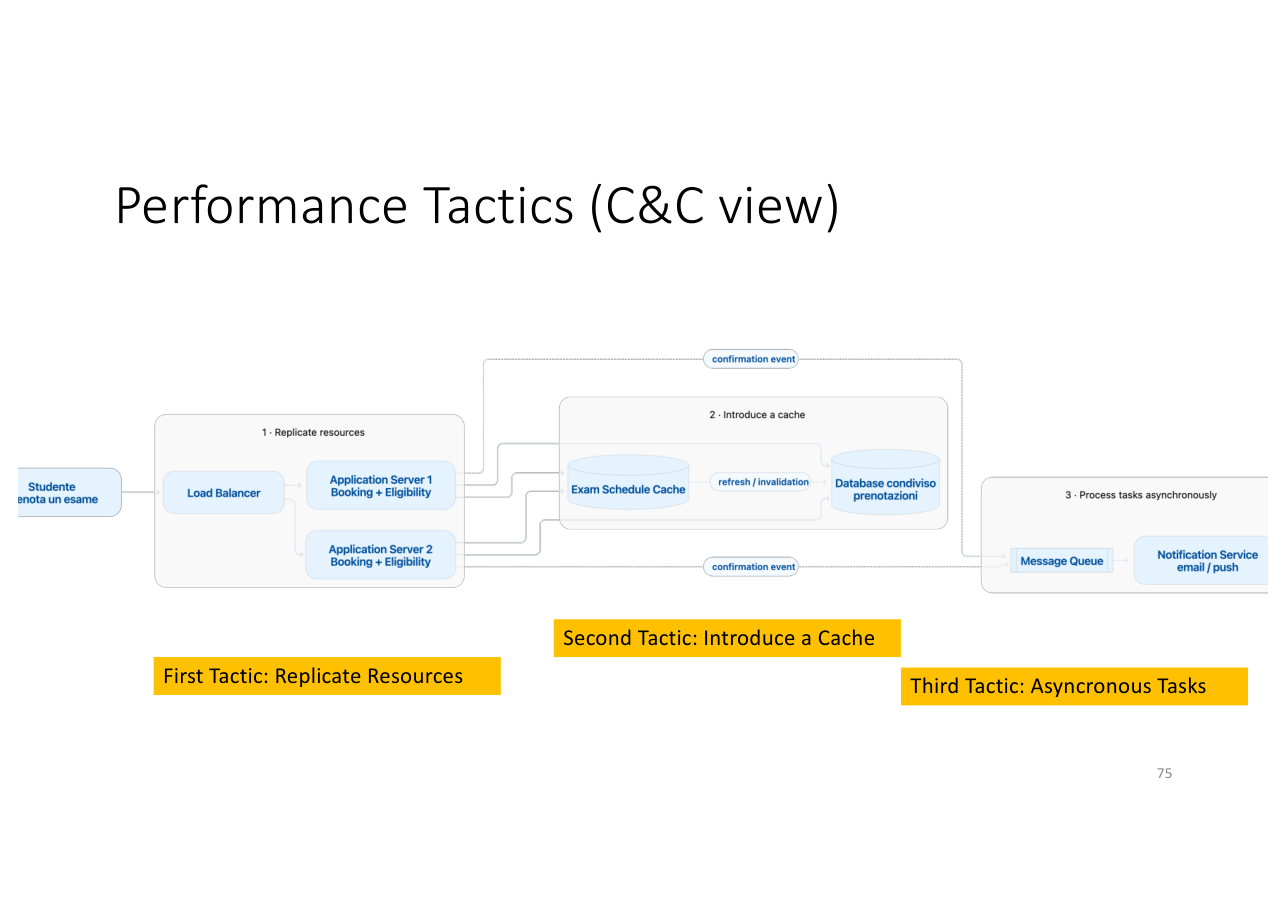 Performance Tactics (C&C view)
confirmation event
2 · Introduce a cache
1 · Replicate resources
Studente
enota un esame
Load Balancer
Application Server 1
Booking + Eligibility
Application Server 2
Booking + Eligibility
Exam Schedule Cache
refresh / invalidation
Database condiviso
prenotazioni
3 · Process tasks asynchronously
Message Queue
Notification Service
email / push
confirmation event
Second Tactic: Introduce a Cache
First Tactic: Replicate Resources
Third Tactic: Asyncronous Tasks
75